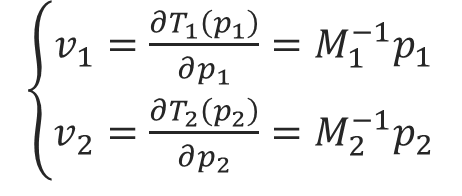 v₁ = ∂T₁(p₁)/∂p₁ = M₁⁻¹p₁
v₂ = ∂T₂(p₂)/∂p₂ = M₂⁻¹p₂